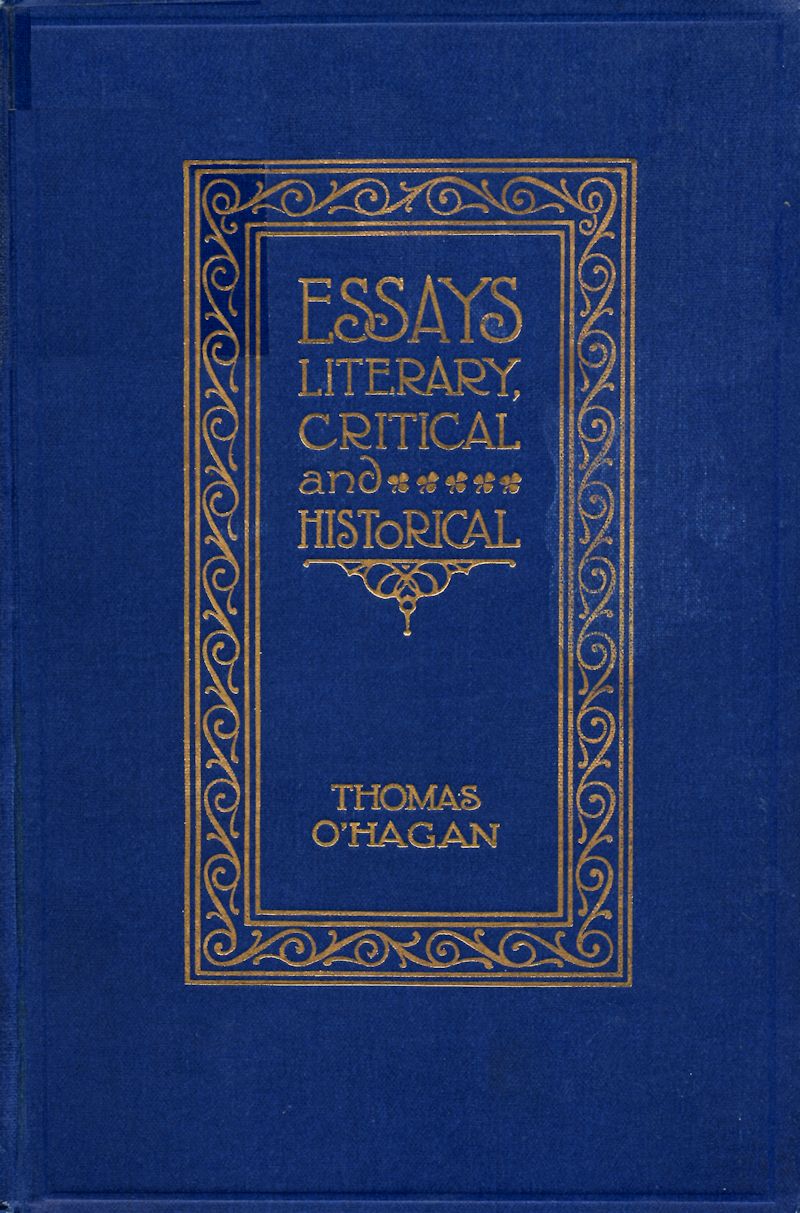 ESSAYS
LITERARY,
CRITICAL
and
HISTORICAL
THOMAS
O'HAGAN